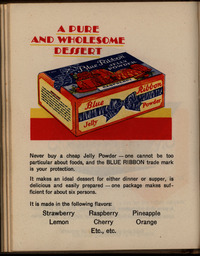 A PURE
AND WHOLESOME
DESSERT
Blue Ribbon
Blue Ribbon
Jelly Powder
Never buy a cheap Jelly Powder — one cannot be too
particular about foods, and the BLUE RIBBON trade mark
is your protection.
It makes an ideal dessert for either dinner or supper, is
delicious and easily prepared — one package makes suf-
ficient for about six persons.
It is made in the following flavors:
Strawberry Raspberry Pineapple
Lemon Cherry Orange
Etc., etc.